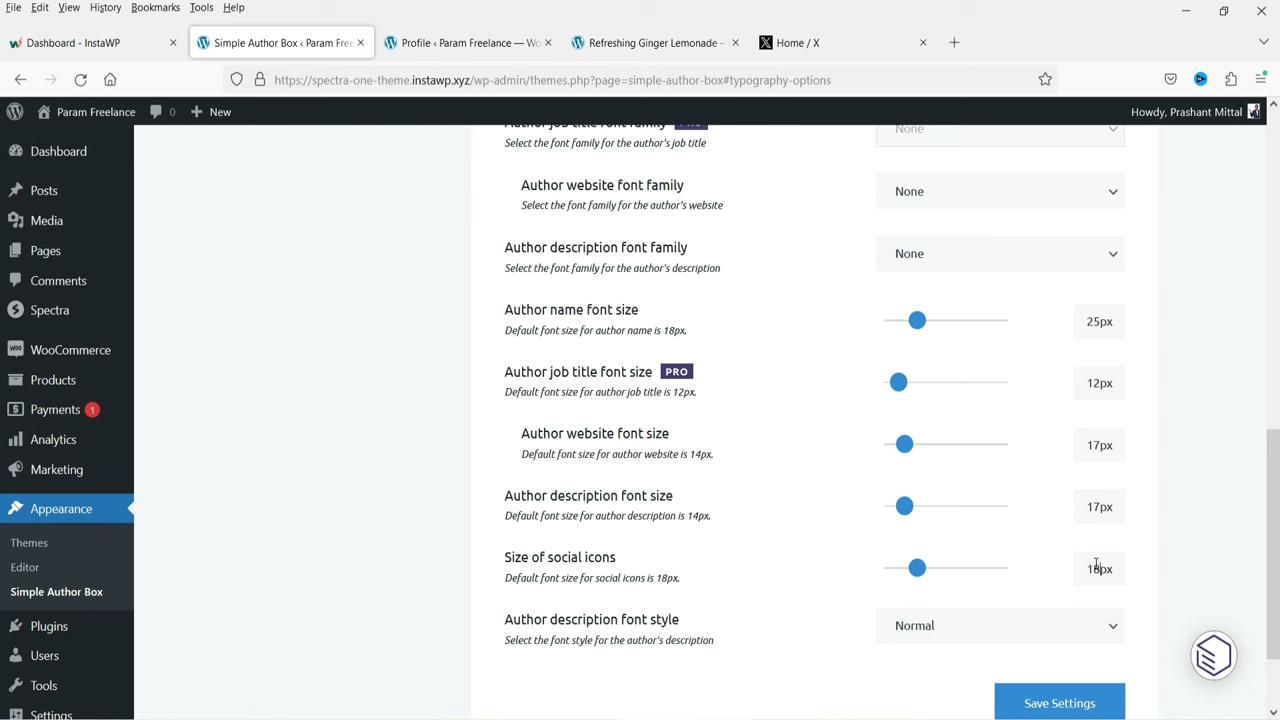 File Edit View History Bookmarks Tools Help
Dashboard - InstaWP
Simple Author Box ‹ Param Free
Profile ‹ Param Freelance — Wo
Refreshing Ginger Lemonade –
Home / X
https://spectra-one-theme.instawp.xyz/wp-admin/themes.php?page=simple-author-box#typography-options
Param Freelance
0
New
Howdy, Prashant Mittal
Dashboard
Posts
Media
Pages
Comments
Spectra
WooCommerce
Products
Payments 1
Analytics
Marketing
Appearance
Themes
Editor
Simple Author Box
Plugins
Users
Tools
Settings
Author job title font family PRO
Select the font family for the author's job title
None
Author website font family
Select the font family for the author's website
None
Author description font family
Select the font family for the author's description
None
Author name font size
Default font size for author name is 18px.
25px
Author job title font size PRO
Default font size for author job title is 12px.
12px
Author website font size
Default font size for author website is 14px.
17px
Author description font size
Default font size for author description is 14px.
17px
Size of social icons
Default font size for social icons is 18px.
18px
Author description font style
Select the font style for the author's description
Normal
Save Settings